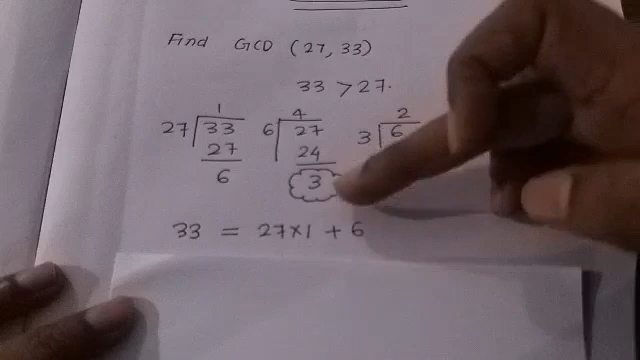 Find GCD (27, 33)
33 > 27.
1 4 2
27 33 6 27 3 6
27 24
6 3
33 = 27×1 + 6